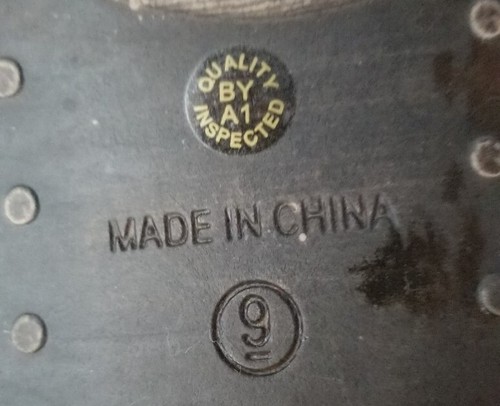 QUALITY
BY
A1
INSPECTED
MADE IN CHINA
9